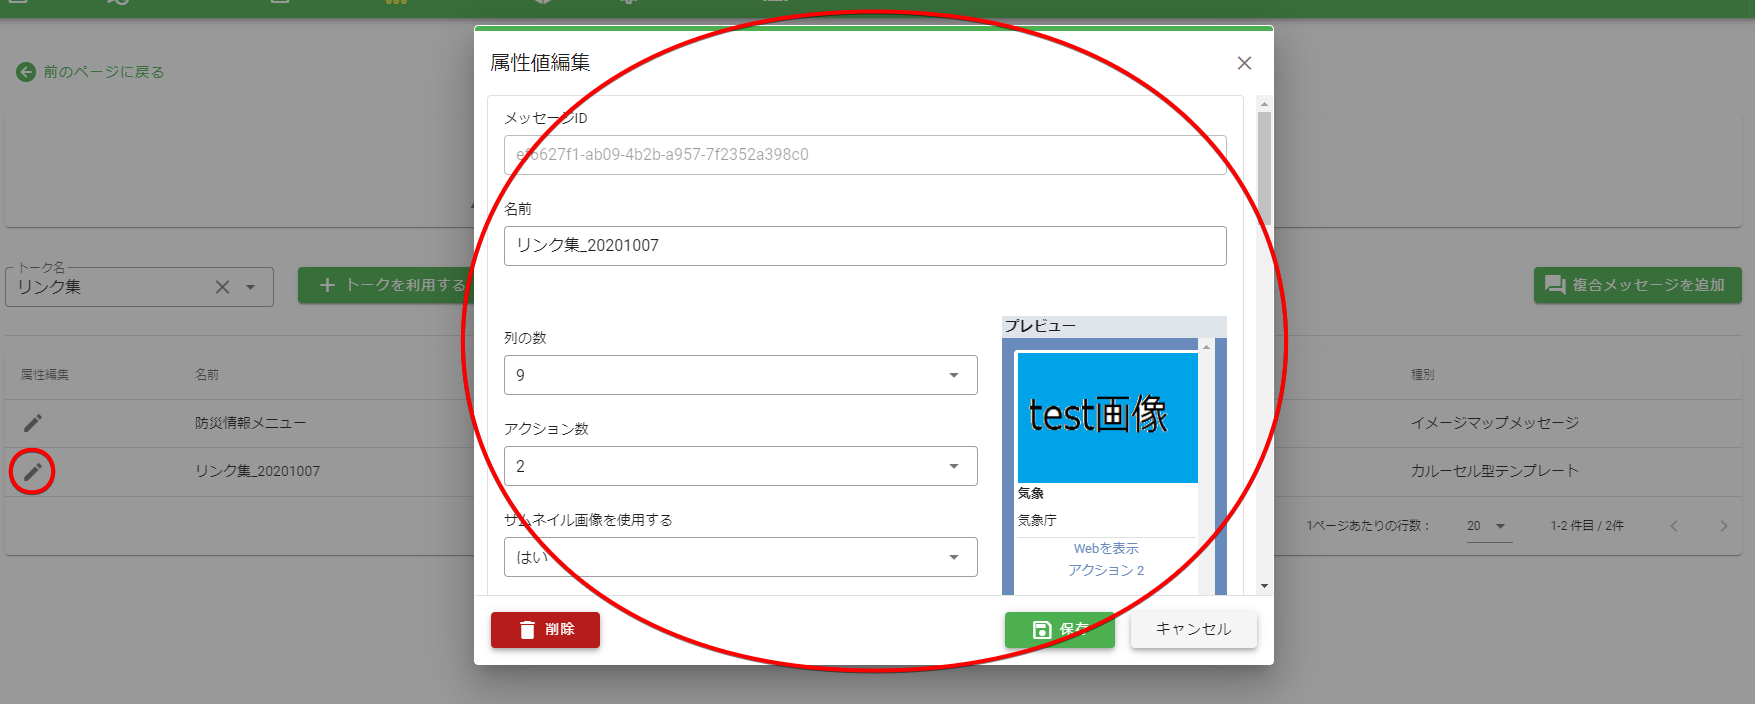 前のページに戻る
トーク名
リンク集
トークを利用する
複合メッセージを追加
属性編集
名前
種別
防災情報メニュー
イメージマップメッセージ
リンク集_20201007
カルーセル型テンプレート
1ページあたりの行数：
20
1-2 件目 / 2件
属性値編集
メッセージID
ef6627f1-ab09-4b2b-a957-7f2352a398c0
名前
リンク集_20201007
列の数
9
アクション数
2
サムネイル画像を使用する
はい
プレビュー
test画像
気象
気象庁
Webを表示
アクション 2
削除
保存
キャンセル